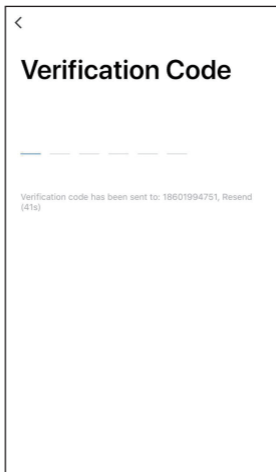 Verification Code
Verification code has been sent to: 18601994751, Resend
(41s)